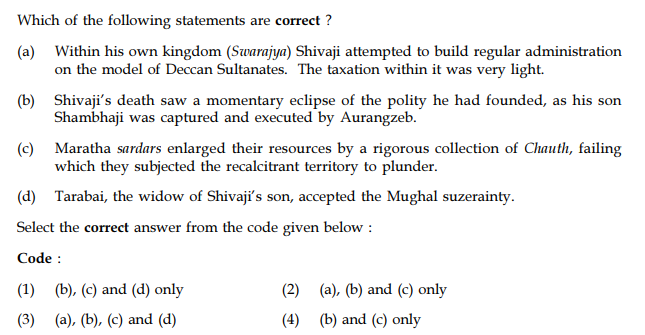 Which of the following statements are correct ?
(a) Within his own kingdom (Swarajya) Shivaji attempted to build regular administration
on the model of Deccan Sultanates. The taxation within it was very light.
(b) Shivaji's death saw a momentary eclipse of the polity he had founded, as his son
Shambhaji was captured and executed by Aurangzeb.
(c) Maratha sardars enlarged their resources by a rigorous collection of Chauth, failing
which they subjected the recalcitrant territory to plunder.
(d) Tarabai, the widow of Shivaji's son, accepted the Mughal suzerainty.
Select the correct answer from the code given below :
Code :
(1) (b), (c) and (d) only (2) (a), (b) and (c) only
(3) (a), (b), (c) and (d) (4) (b) and (c) only